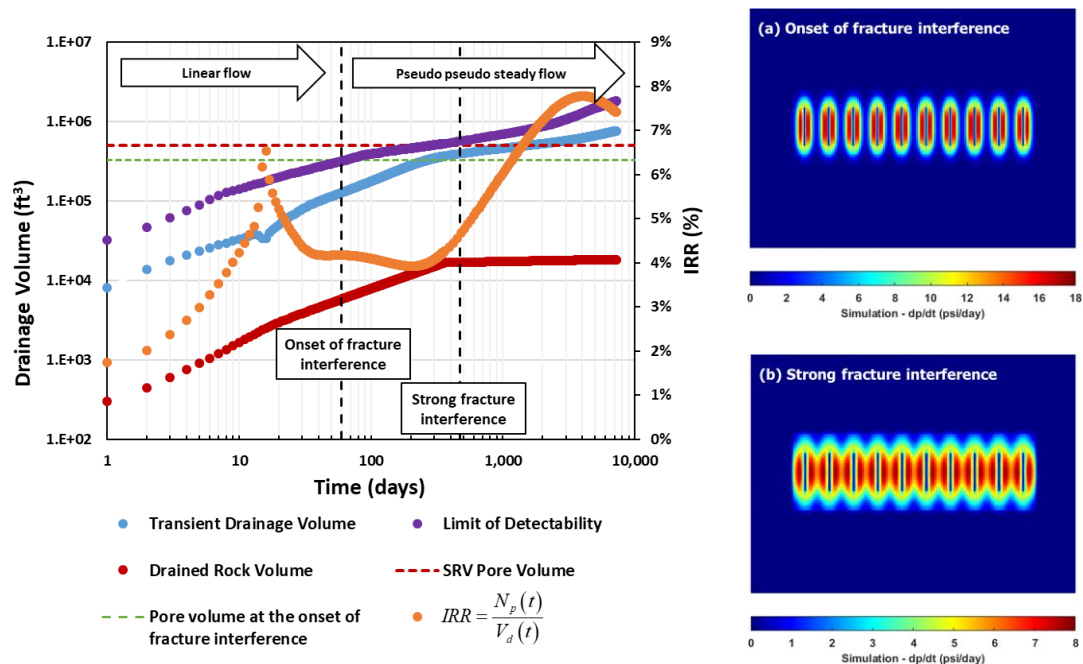 1.E+07
1.E+06
1.E+05
1.E+04
1.E+03
1.E+02
Drainage Volume (ft³)
Linear flow
Pseudo pseudo steady flow
Onset of fracture
interference
Strong fracture
interference
9%
8%
7%
6%
5%
4%
3%
2%
1%
0%
IRR (%)
1 10 100 1,000 10,000
Time (days)
Transient Drainage Volume
Limit of Detectability
Drained Rock Volume
SRV Pore Volume
Pore volume at the onset of
fracture interference
IRR = N_p(t) / V_d(t)
(a) Onset of fracture interference
0 2 4 6 8 10 12 14 16 18
Simulation - dp/dt (psi/day)
(b) Strong fracture interference
0 1 2 3 4 5 6 7 8
Simulation - dp/dt (psi/day)